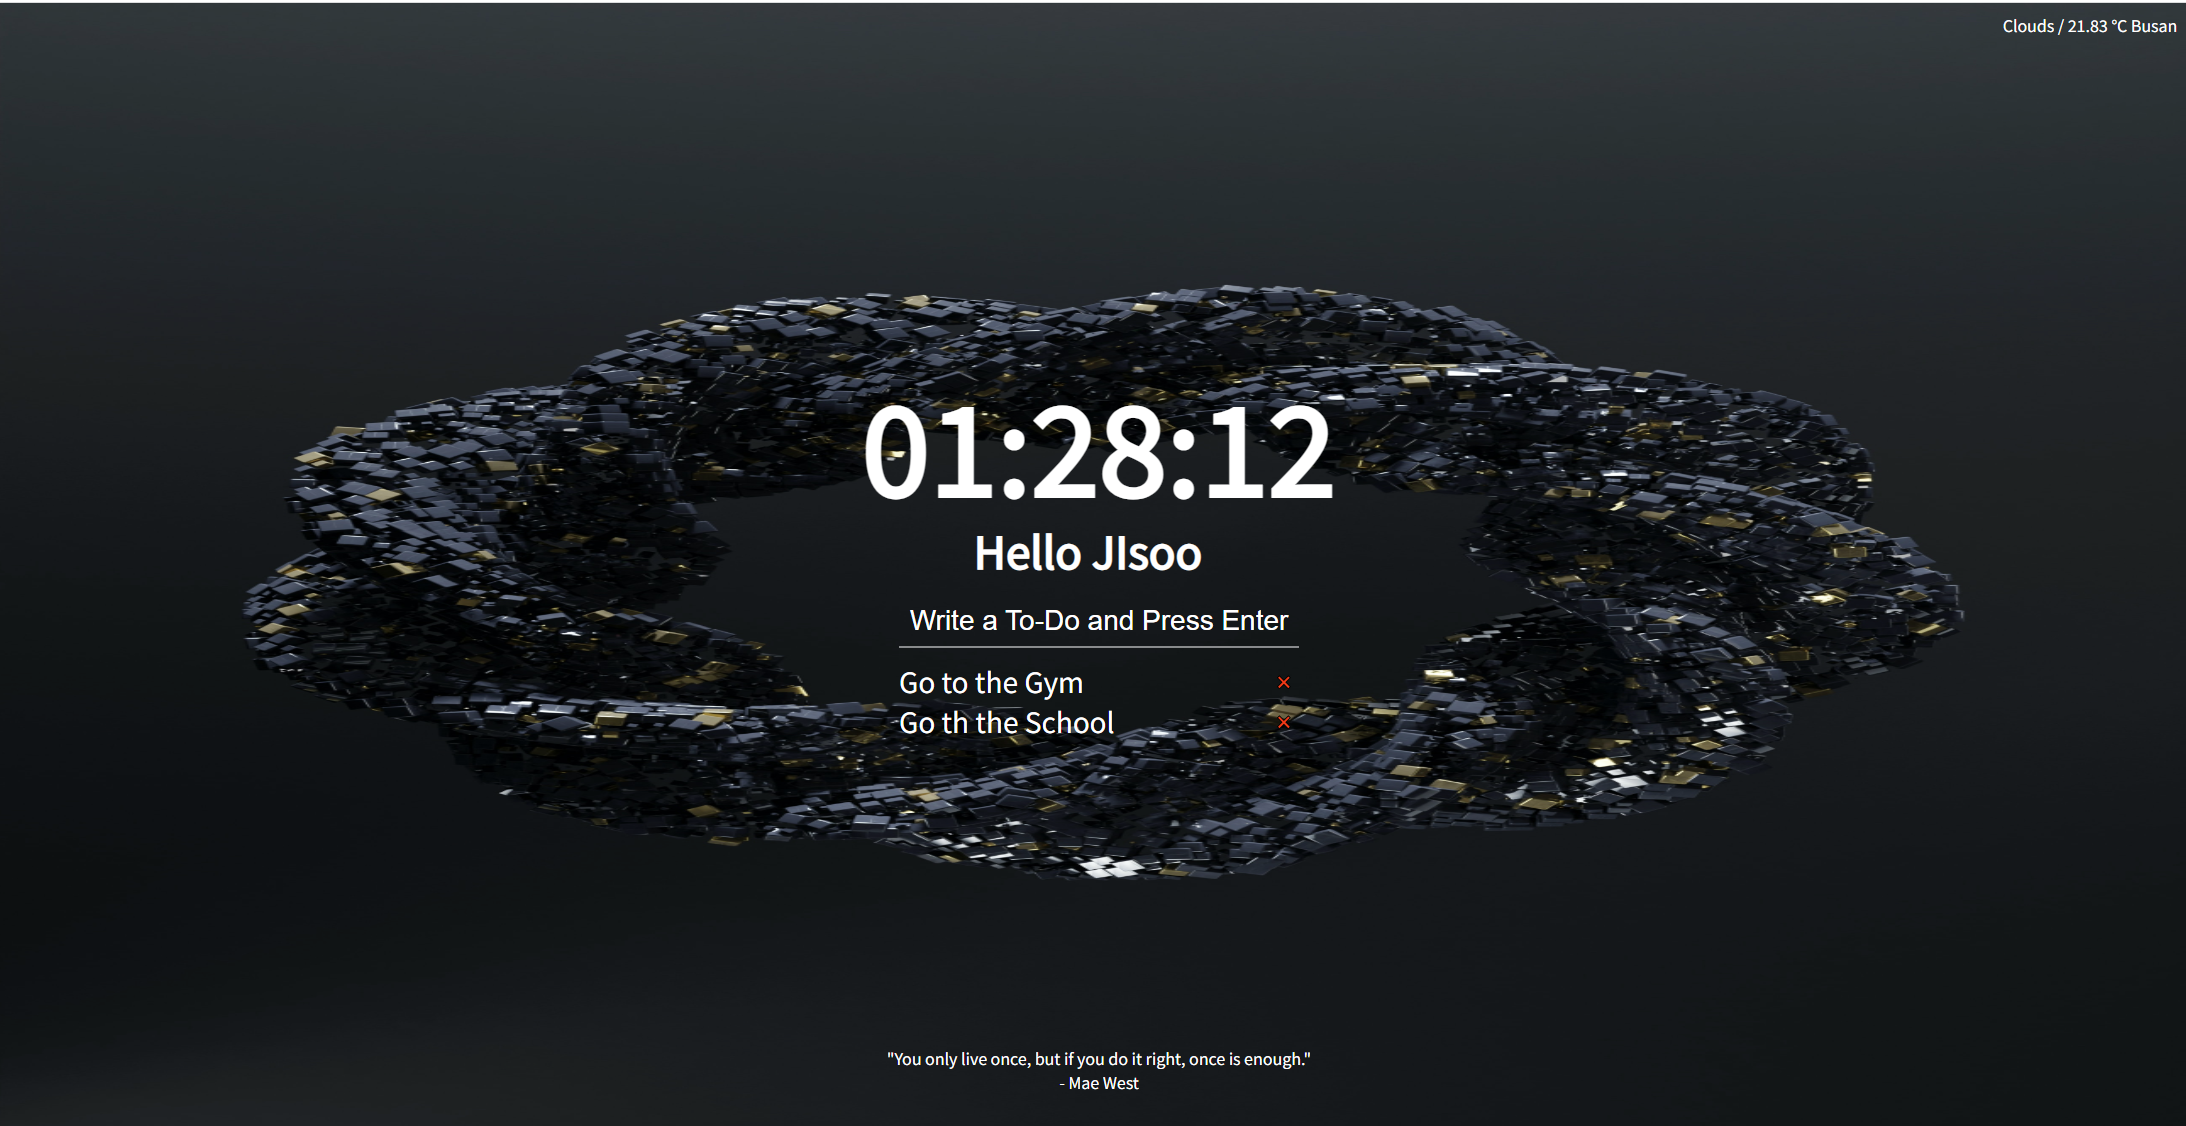 Clouds / 21.83 °C Busan
01:28:12
Hello JIsoo
Write a To-Do and Press Enter
Go to the Gym ✕
Go th the School ✕
"You only live once, but if you do it right, once is enough."
- Mae West